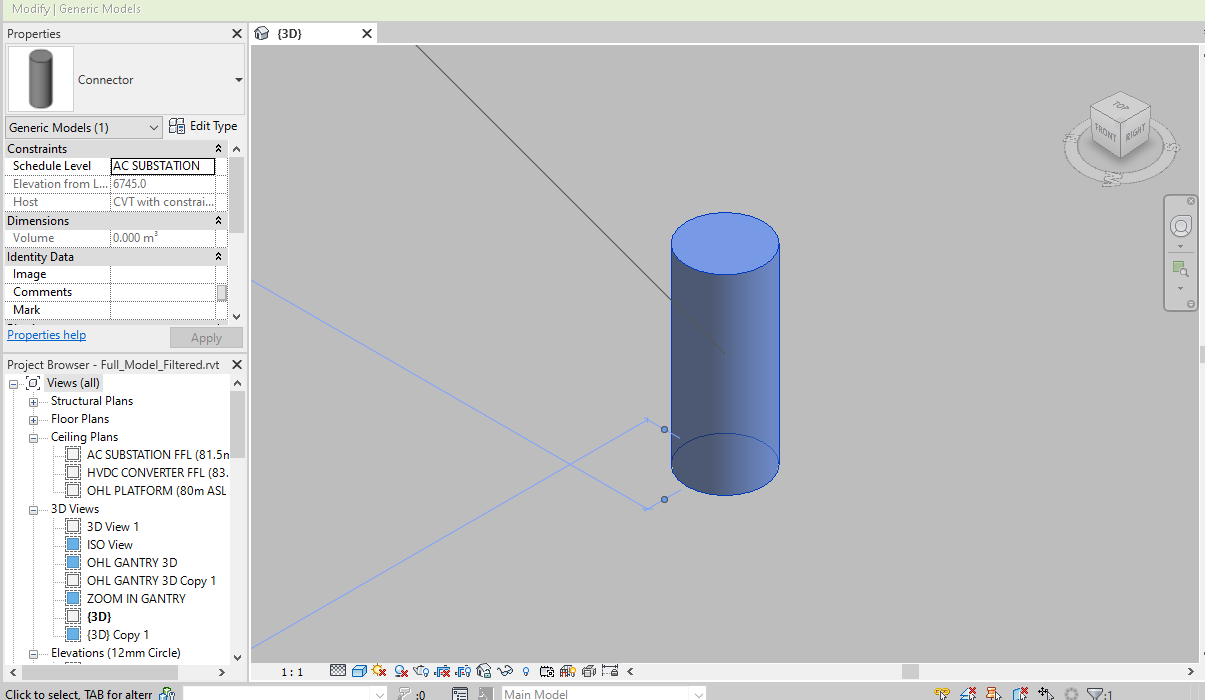 Modify | Generic Models
Properties
{3D}
Connector
Generic Models (1)
Edit Type
Constraints
Schedule Level AC SUBSTATION
Elevation from L... 6745.0
Host CVT with constrai...
Dimensions
Volume 0.000 m³
Identity Data
Image
Comments
Mark
Properties help
Apply
TOP
FRONT
RIGHT
Project Browser - Full_Model_Filtered.rvt
Views (all)
Structural Plans
Floor Plans
Ceiling Plans
AC SUBSTATION FFL (81.5m
HVDC CONVERTER FFL (83.
OHL PLATFORM (80m ASL
3D Views
3D View 1
ISO View
OHL GANTRY 3D
OHL GANTRY 3D Copy 1
ZOOM IN GANTRY
{3D}
{3D} Copy 1
Elevations (12mm Circle)
1 : 1
Click to select, TAB for altern
:0
Main Model
:1